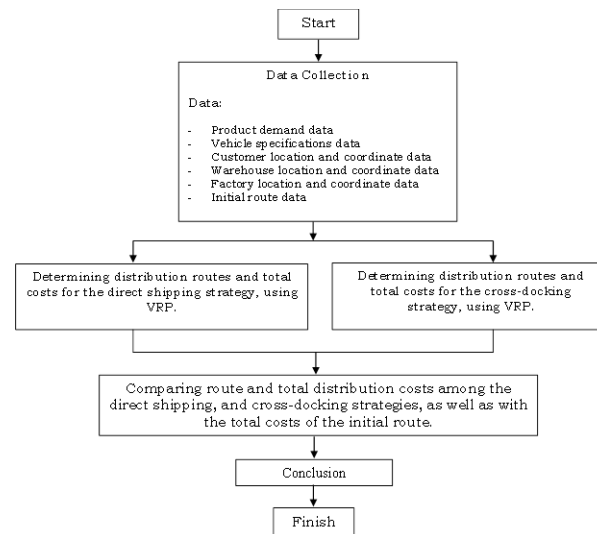 Start
Data Collection
Data:
- Product demand data
- Vehicle specifications data
- Customer location and coordinate data
- Warehouse location and coordinate data
- Factory location and coordinate data
- Initial route data
Determining distribution routes and total
costs for the direct shipping strategy, using
VRP.
Determining distribution routes and
total costs for the cross-docking
strategy, using VRP.
Comparing route and total distribution costs among the
direct shipping, and cross-docking strategies, as well as with
the total costs of the initial route.
Conclusion
Finish